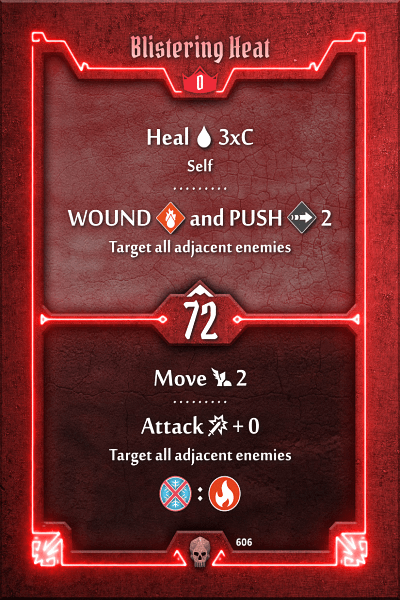 Blistering Heat
0
Heal 3xC
Self
WOUND and PUSH 2
Target all adjacent enemies
72
Move 2
Attack + 0
Target all adjacent enemies
:
606